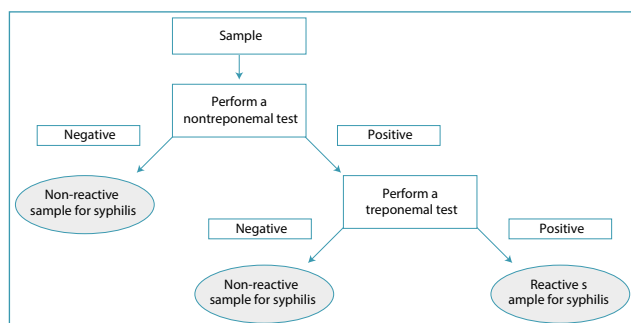 Sample
Perform a
nontreponemal test
Negative
Positive
Non-reactive
sample for syphilis
Perform a
treponemal test
Negative
Positive
Non-reactive
sample for syphilis
Reactive s
ample for syphilis